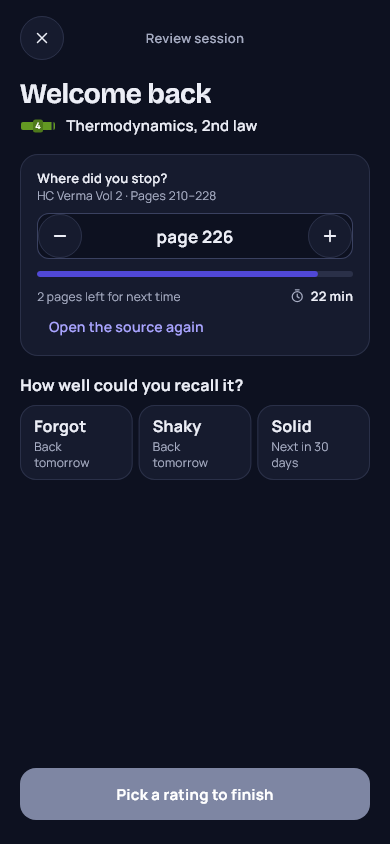 Review session
Welcome back
4
Thermodynamics, 2nd law
Where did you stop?
HC Verma Vol 2 · Pages 210–228
− page 226 +
2 pages left for next time
22 min
Open the source again
How well could you recall it?
Forgot
Back
tomorrow
Shaky
Back
tomorrow
Solid
Next in 30
days
Pick a rating to finish